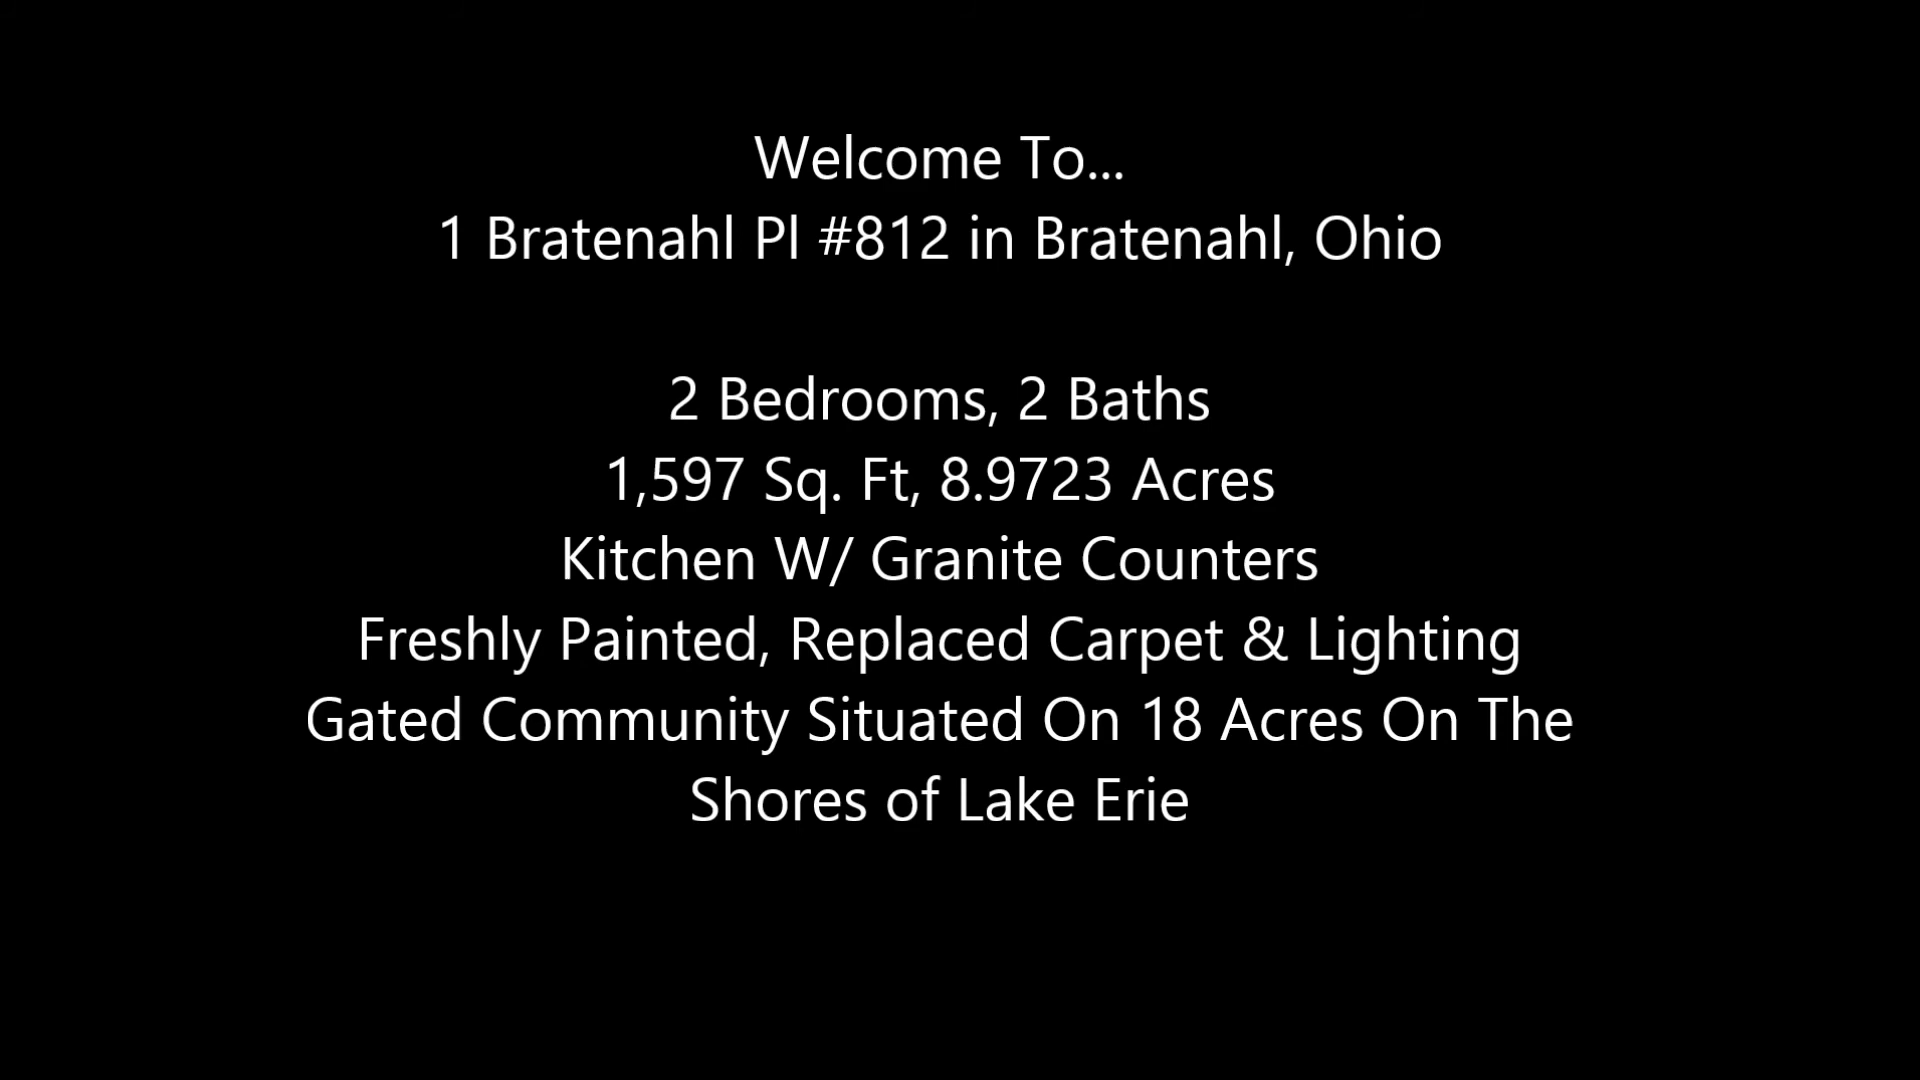 Welcome To...
1 Bratenahl Pl #812 in Bratenahl, Ohio
2 Bedrooms, 2 Baths
1,597 Sq. Ft, 8.9723 Acres
Kitchen W/ Granite Counters
Freshly Painted, Replaced Carpet & Lighting
Gated Community Situated On 18 Acres On The
Shores of Lake Erie